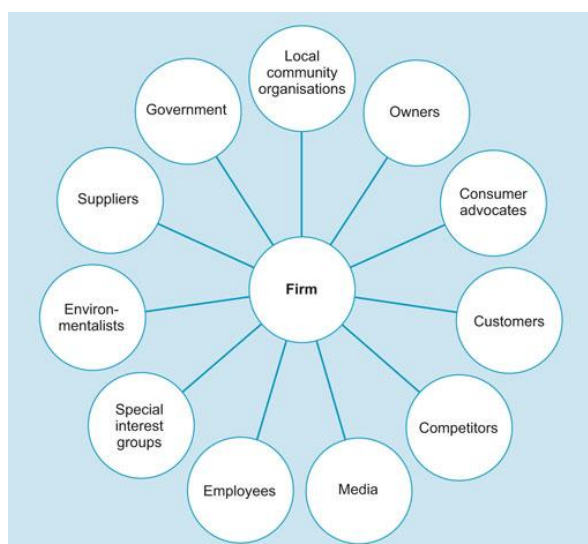 Local
community
organisations
Owners
Consumer
advocates
Customers
Competitors
Media
Employees
Special
interest
groups
Environ-
mentalists
Suppliers
Government
Firm